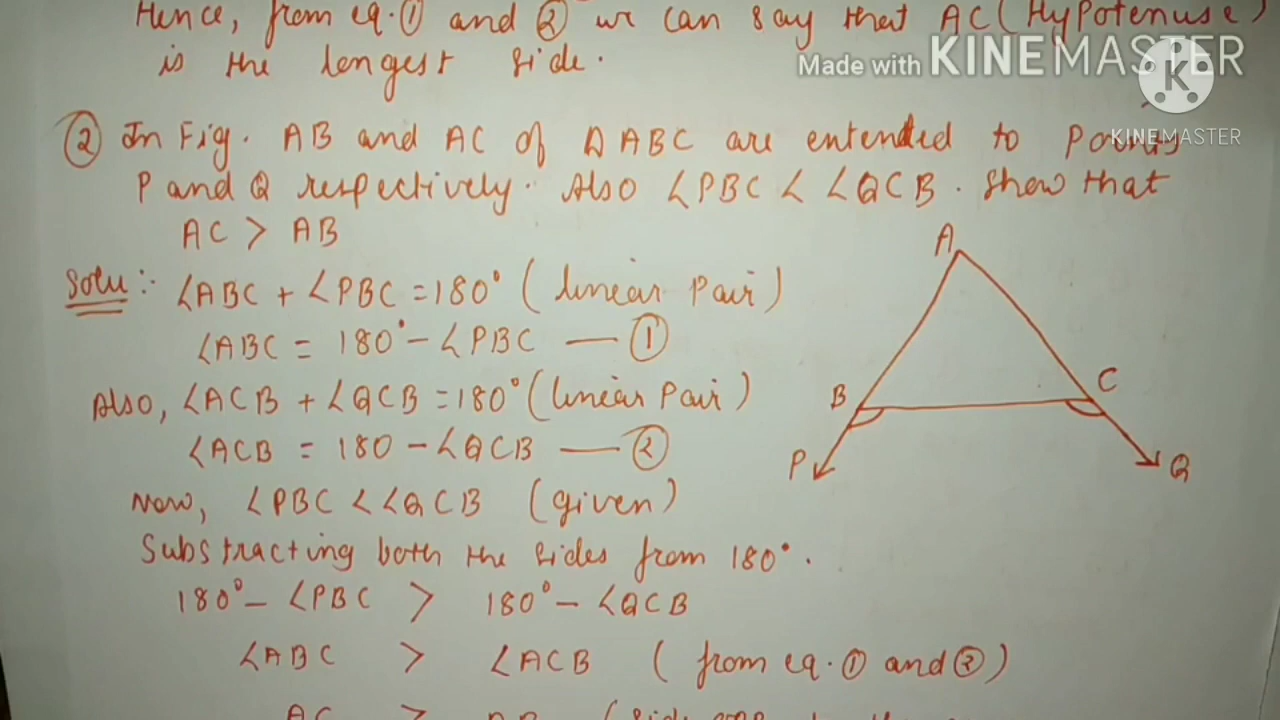 Hence, from eq. ① and ② we can say that AC (Hypotenuse)
is the longest side.
Made with KINEMASTER
K
KINEMASTER
② In Fig. AB and AC of ΔABC are entended to Points
P and Q respectively. Also ∠PBC < ∠QCB. Show that
AC > AB
Solu:- ∠ABC + ∠PBC = 180° (linear Pair)
∠ABC = 180° - ∠PBC — ①
Also, ∠ACB + ∠QCB = 180° (linear Pair)
∠ACB = 180 - ∠QCB — ②
Now, ∠PBC < ∠QCB (given)
Substracting both the sides from 180°.
180° - ∠PBC > 180° - ∠QCB
∠ABC > ∠ACB (from eq. ① and ②)
AC >
A
B
C
P
Q